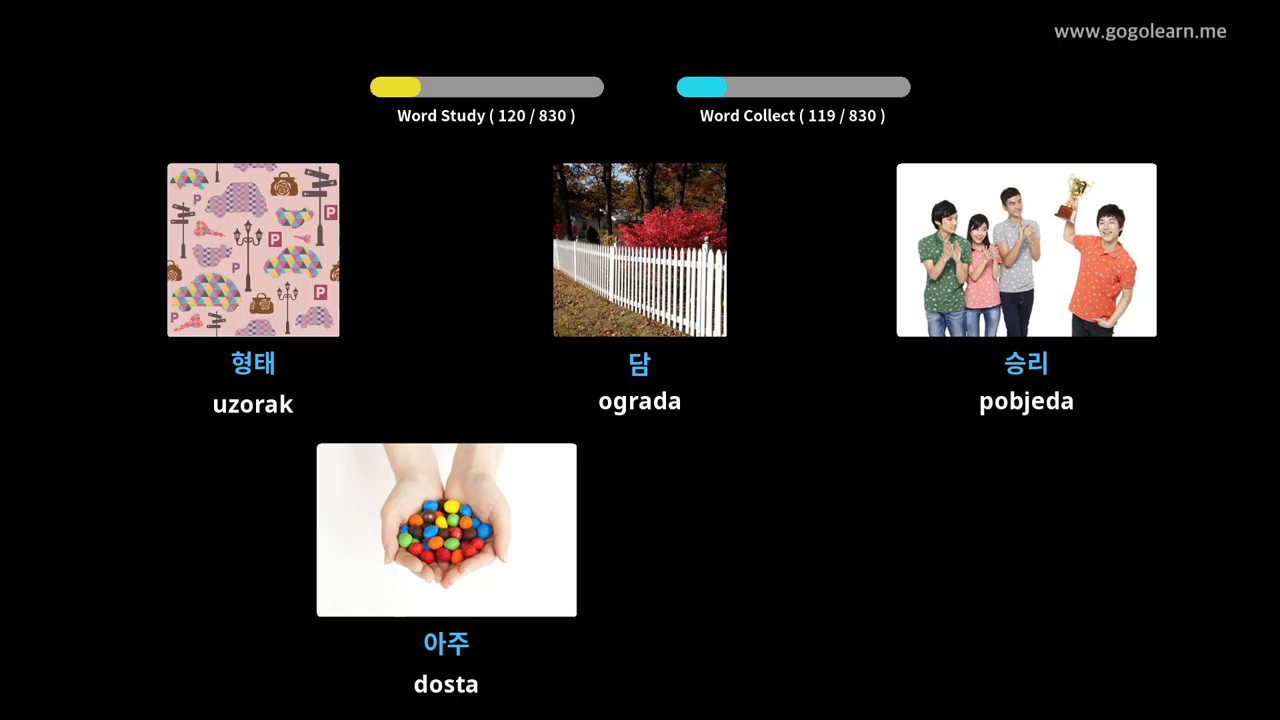 www.gogolearn.me
Word Study ( 120 / 830 )
Word Collect ( 119 / 830 )
P
P
P
P
P
P
형태
uzorak
담
ograda
승리
pobjeda
아주
dosta